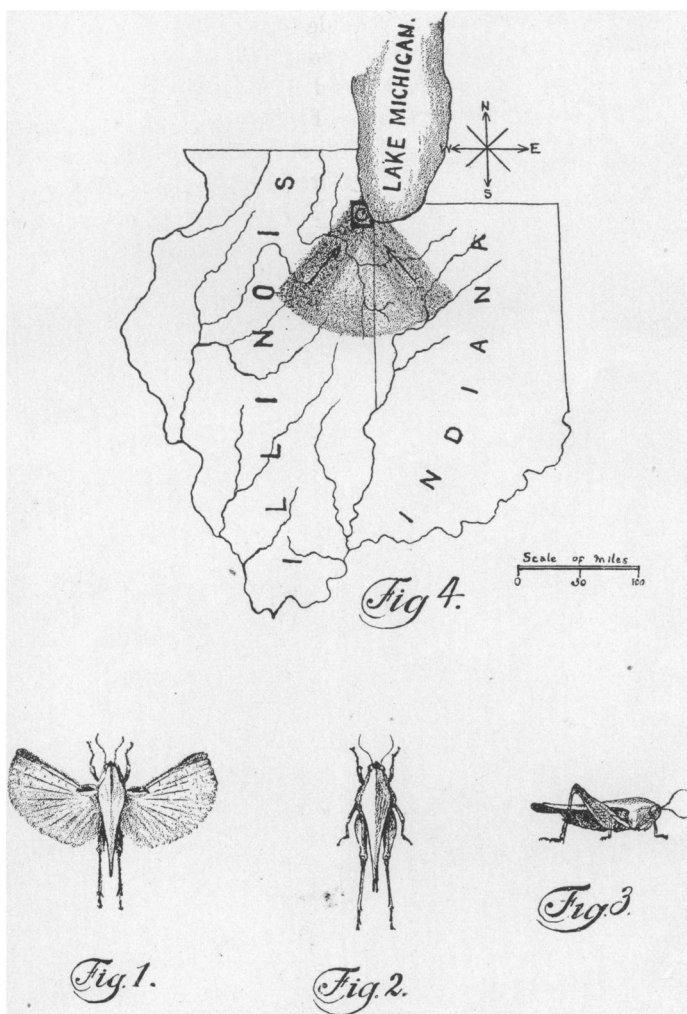 LAKE MICHIGAN.
N
W E
S
ILLINOIS
INDIANA
Scale of Miles
0 50 100
Fig 4.
Fig. 1.
Fig. 2.
Fig. 3.